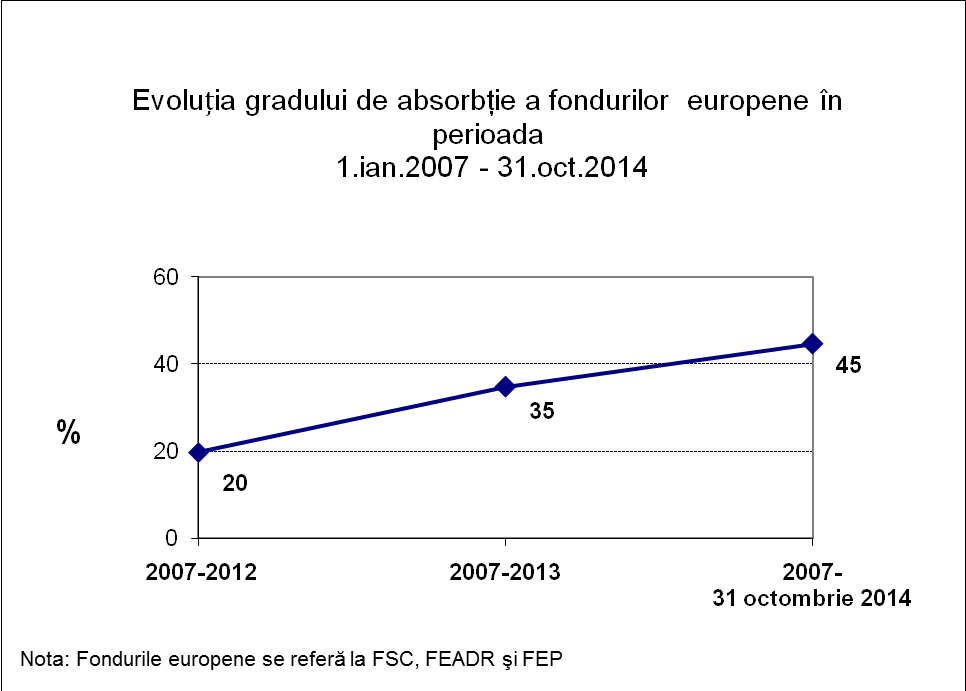 Evoluția gradului de absorbție a fondurilor europene în
perioada
1.ian.2007 - 31.oct.2014
60
40
20
0
%
20
35
45
2007-2012
2007-2013
2007-
31 octombrie 2014
Nota: Fondurile europene se referă la FSC, FEADR şi FEP